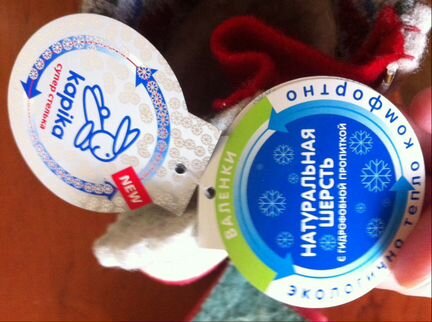 супер стелька
kapika
NEW
ВАЛЕНКИ
КОМФОРТНО
ЭКОЛОГИЧНО
ТЕПЛО
НАТУРАЛЬНАЯ
ШЕРСТЬ
С ГИДРОФОБНОЙ ПРОПИТКОЙ